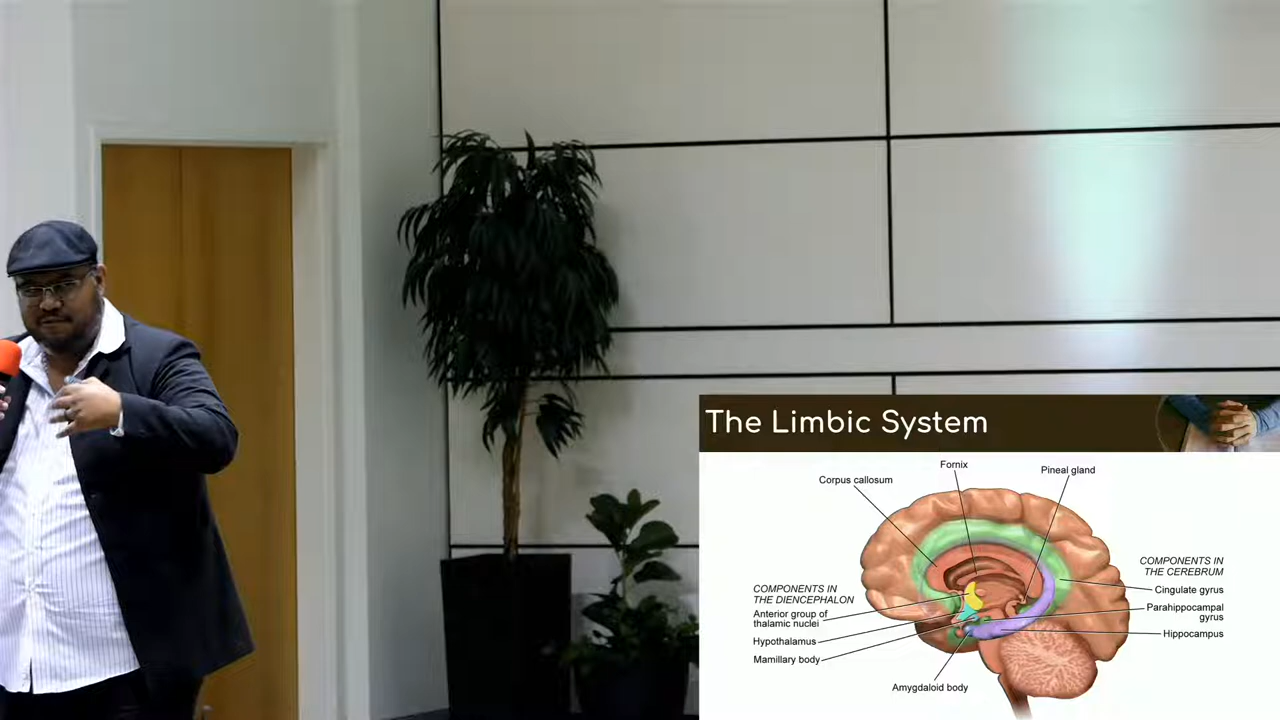 The Limbic System
Fornix
Pineal gland
Corpus callosum
COMPONENTS IN
THE CEREBRUM
Cingulate gyrus
Parahippocampal
gyrus
Hippocampus
COMPONENTS IN
THE DIENCEPHALON
Anterior group of
thalamic nuclei
Hypothalamus
Mamillary body
Amygdaloid body